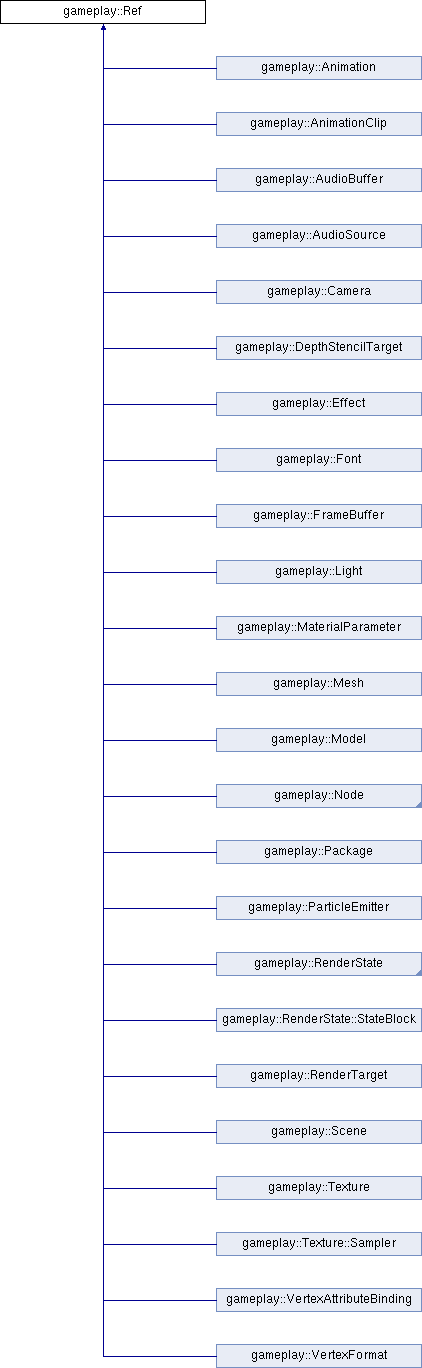 gameplay::Ref
gameplay::Animation
gameplay::AnimationClip
gameplay::AudioBuffer
gameplay::AudioSource
gameplay::Camera
gameplay::DepthStencilTarget
gameplay::Effect
gameplay::Font
gameplay::FrameBuffer
gameplay::Light
gameplay::MaterialParameter
gameplay::Mesh
gameplay::Model
gameplay::Node
gameplay::Package
gameplay::ParticleEmitter
gameplay::RenderState
gameplay::RenderState::StateBlock
gameplay::RenderTarget
gameplay::Scene
gameplay::Texture
gameplay::Texture::Sampler
gameplay::VertexAttributeBinding
gameplay::VertexFormat